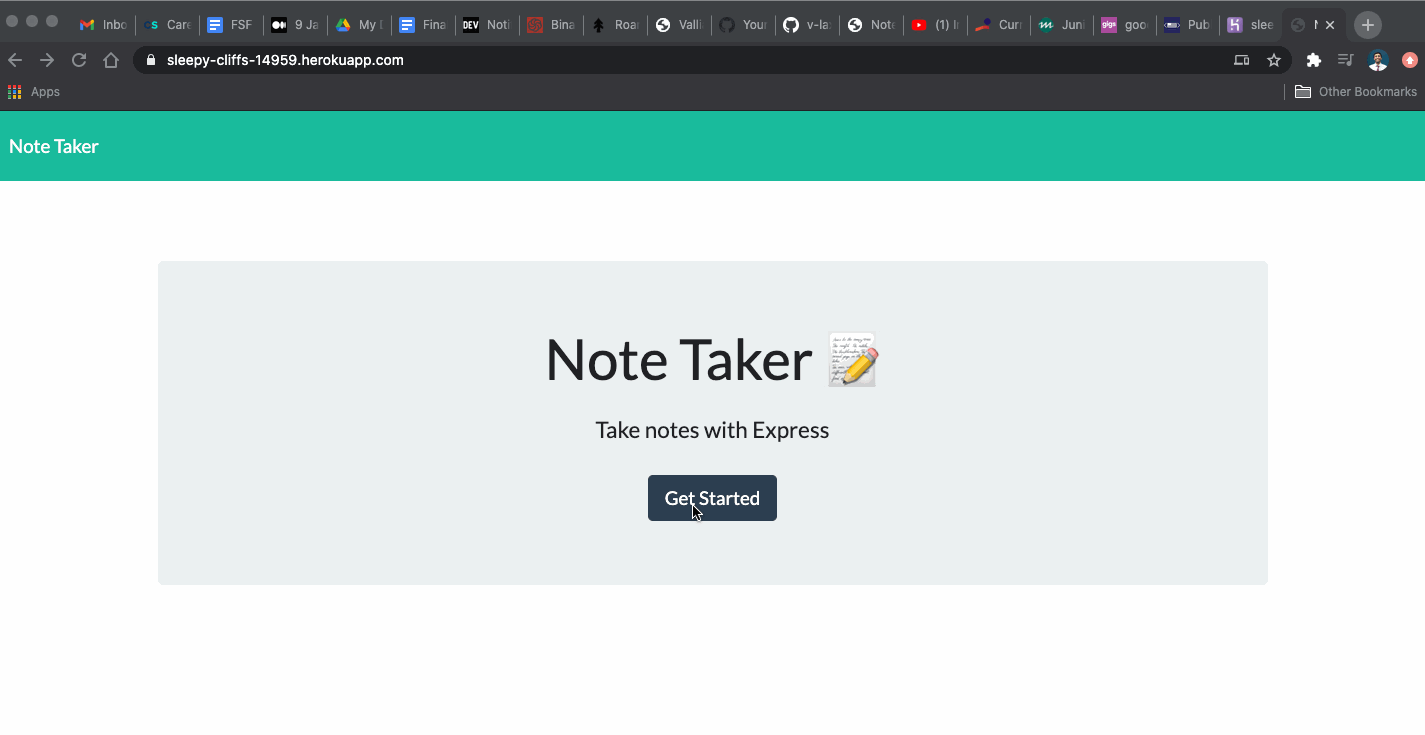 Inbo
CS Care
FSF
9 Ja
My D
Fina
DEV Noti
Bina
Roar
Valli
Your
v-la
Note
(1) I
Curr
Juni
gigs goo
Pub
slee
sleepy-cliffs-14959.herokuapp.com
Apps
Other Bookmarks
Note Taker
Note Taker
Take notes with Express
Get Started